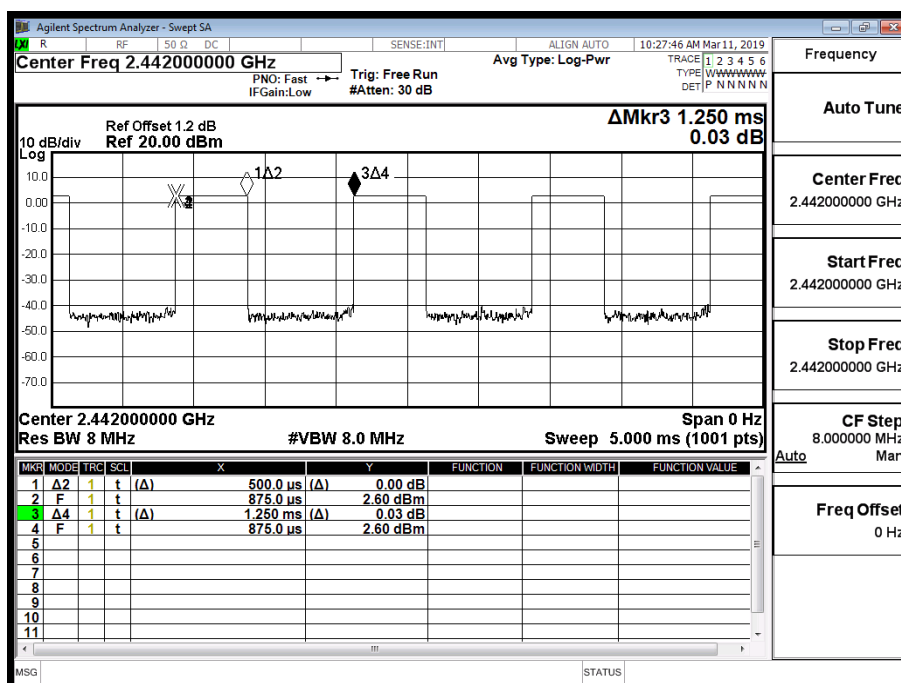 Agilent Spectrum Analyzer - Swept SA
LXI R RF 50 Ω DC SENSE:INT ALIGN AUTO 10:27:46 AM Mar 11, 2019
Center Freq 2.442000000 GHz
PNO: Fast
IFGain:Low
Trig: Free Run
#Atten: 30 dB
Avg Type: Log-Pwr
TRACE 1 2 3 4 5 6
TYPE WWWWWW
DET P N N N N N
ΔMkr3 1.250 ms
0.03 dB
Ref Offset 1.2 dB
10 dB/div Ref 20.00 dBm
Log
10.0
0.00
-10.0
-20.0
-30.0
-40.0
-50.0
-60.0
-70.0
1Δ2
3Δ4
Center 2.442000000 GHz Span 0 Hz
Res BW 8 MHz #VBW 8.0 MHz Sweep 5.000 ms (1001 pts)
MKR MODE TRC SCL X Y FUNCTION FUNCTION WIDTH FUNCTION VALUE
1 Δ2 1 t (Δ) 500.0 µs (Δ) 0.00 dB
2 F 1 t 875.0 µs 2.60 dBm
3 Δ4 1 t (Δ) 1.250 ms (Δ) 0.03 dB
4 F 1 t 875.0 µs 2.60 dBm
5
6
7
8
9
10
11
MSG STATUS
Frequency
Auto Tune
Center Freq
2.442000000 GHz
Start Freq
2.442000000 GHz
Stop Freq
2.442000000 GHz
CF Step
8.000000 MHz
Auto Man
Freq Offset
0 Hz